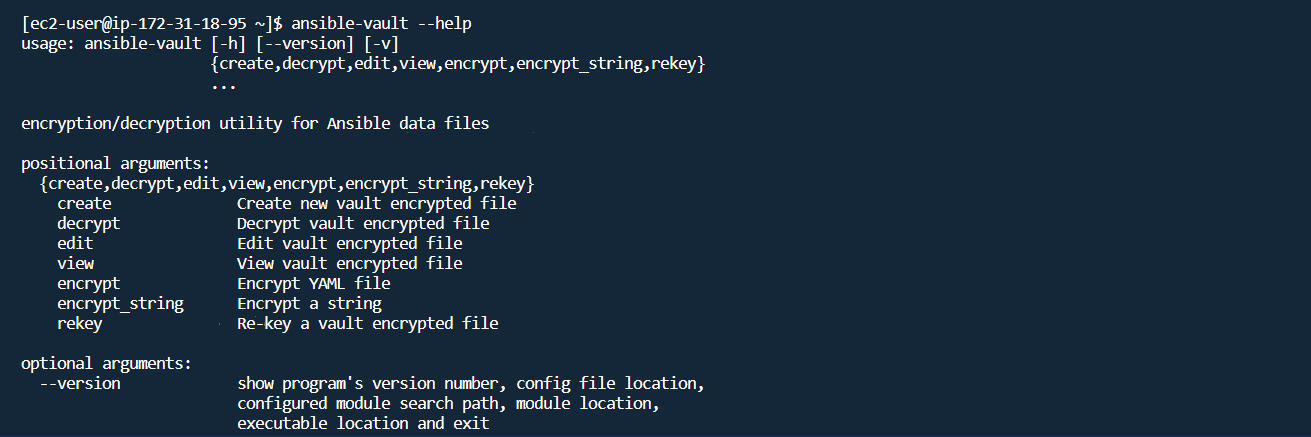 [ec2-user@ip-172-31-18-95 ~]$ ansible-vault --help
usage: ansible-vault [-h] [--version] [-v]
                     {create,decrypt,edit,view,encrypt,encrypt_string,rekey}
                     ...

encryption/decryption utility for Ansible data files

positional arguments:
  {create,decrypt,edit,view,encrypt,encrypt_string,rekey}
    create              Create new vault encrypted file
    decrypt             Decrypt vault encrypted file
    edit                Edit vault encrypted file
    view                View vault encrypted file
    encrypt             Encrypt YAML file
    encrypt_string      Encrypt a string
    rekey               Re-key a vault encrypted file

optional arguments:
  --version             show program's version number, config file location,
                        configured module search path, module location,
                        executable location and exit